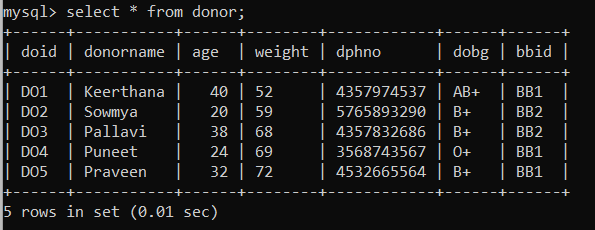 mysql> select * from donor;
+------+-----------+------+--------+------------+------+------+
| doid | donorname | age  | weight | dphno      | dobg | bbid |
+------+-----------+------+--------+------------+------+------+
| DO1  | Keerthana |   40 | 52     | 4357974537 | AB+  | BB1  |
| DO2  | Sowmya    |   20 | 59     | 5765893290 | B+   | BB2  |
| DO3  | Pallavi   |   38 | 68     | 4357832686 | B+   | BB2  |
| DO4  | Puneet    |   24 | 69     | 3568743567 | O+   | BB1  |
| DO5  | Praveen   |   32 | 72     | 4532665564 | B+   | BB1  |
+------+-----------+------+--------+------------+------+------+
5 rows in set (0.01 sec)